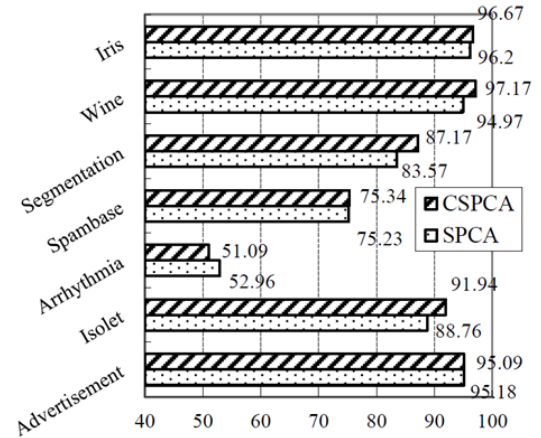 96.67
Iris
96.2
97.17
Wine
94.97
87.17
Segmentation
83.57
75.34
Spambase
75.23
CSPCA
SPCA
51.09
Arrhythmia
52.96
91.94
Isolet
88.76
95.09
Advertisement
95.18
40 50 60 70 80 90 100